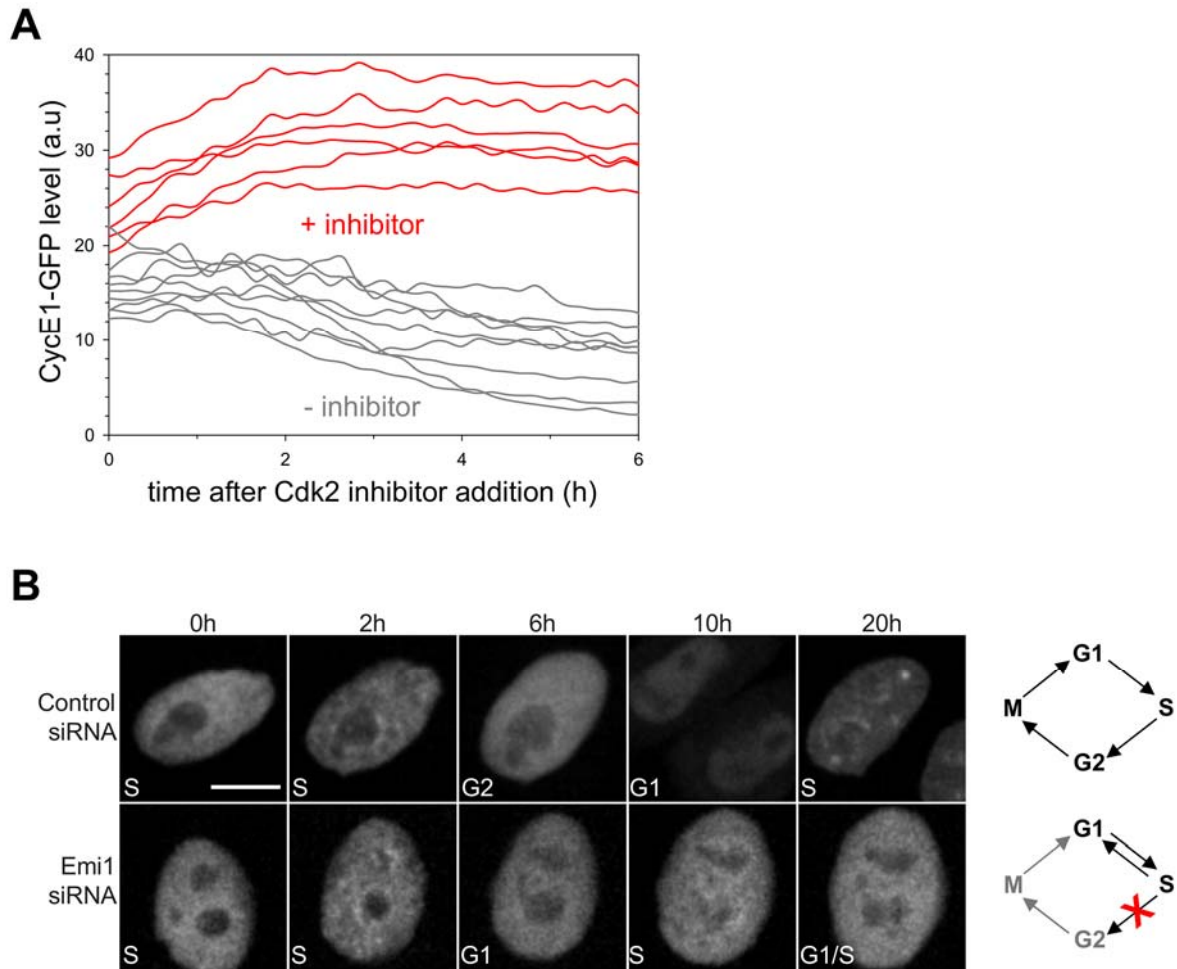 A
40
30
20
10
0
CycE1-GFP level (a.u)
+ inhibitor
- inhibitor
0 2 4 6
time after Cdk2 inhibitor addition (h)
B
0h 2h 6h 10h 20h
Control
siRNA
S S G2 G1 S
G1
M S
G2
Emi1
siRNA
S S G1 S G1/S
G1
M S
G2